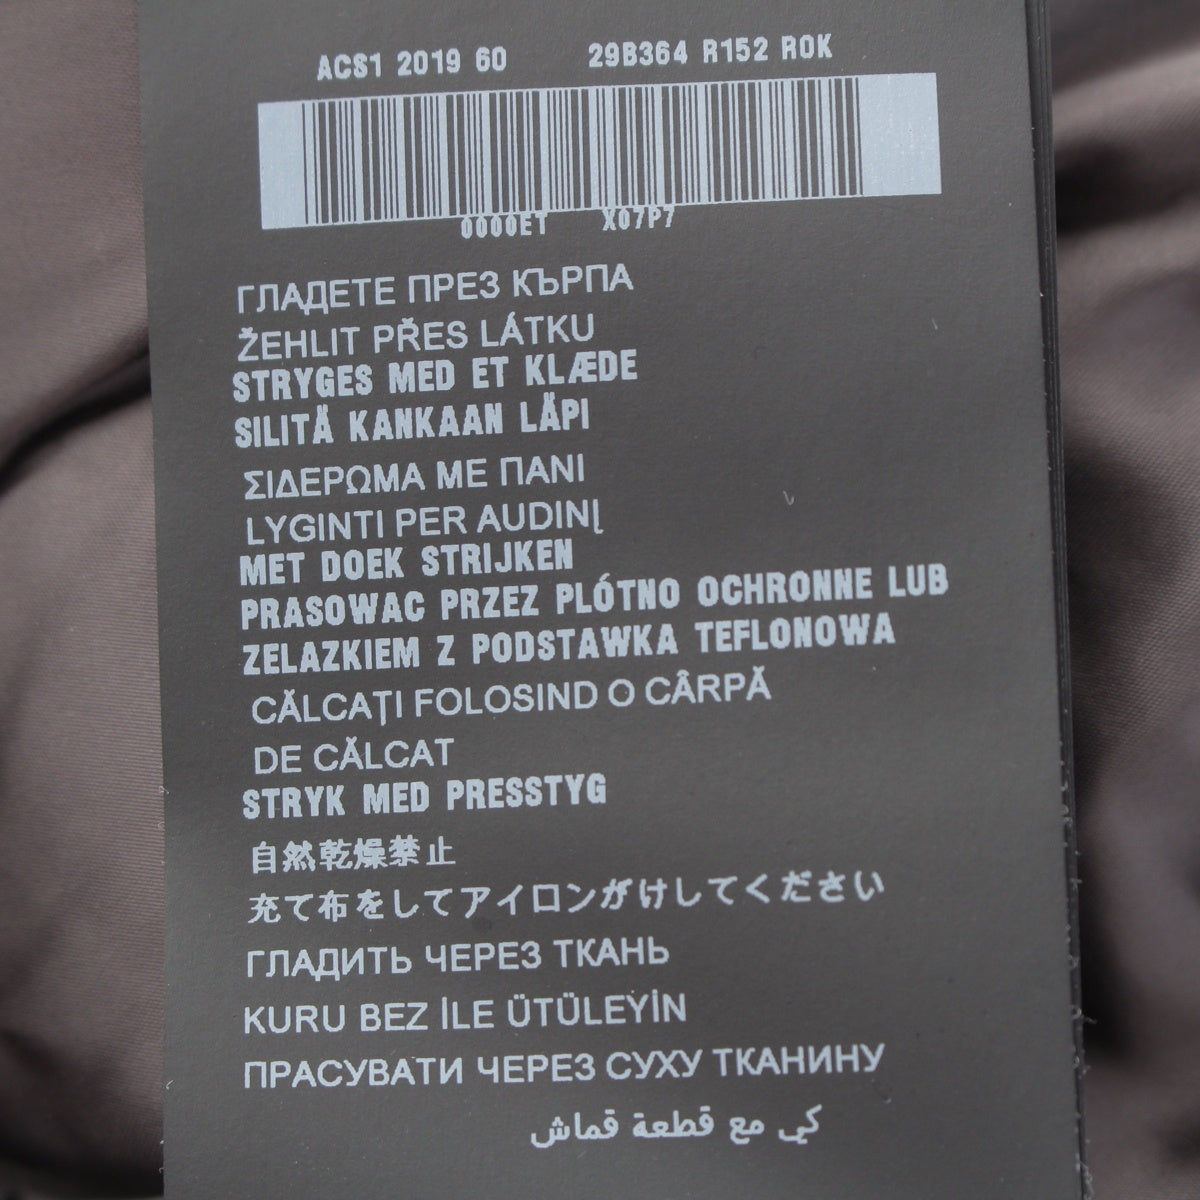 ACS1 2019 60 29B364 R152 ROK
0000ET X07P7
ГЛАДЕТЕ ПРЕЗ КЪРПА
ŽEHLIT PŘES LÁTKU
STRYGES MED ET KLÆDE
SILITÄ KANKAAN LÄPI
ΣΙΔΕΡΩΜΑ ΜΕ ΠΑΝΙ
LYGINTI PER AUDINĮ
MET DOEK STRIJKEN
PRASOWAC PRZEZ PLÓTNO OCHRONNE LUB
ZELAZKIEM Z PODSTAWKA TEFLONOWA
CĂLCAȚI FOLOSIND O CÂRPĂ
DE CĂLCAT
STRYK MED PRESSTYG
自然乾燥禁止
充て布をしてアイロンがけしてください
ГЛАДИТЬ ЧЕРЕЗ ТКАНЬ
KURU BEZ İLE ÜTÜLEYİN
ПРАСУВАТИ ЧЕРЕЗ СУХУ ТКАНИНУ
كي مع قطعة قماش